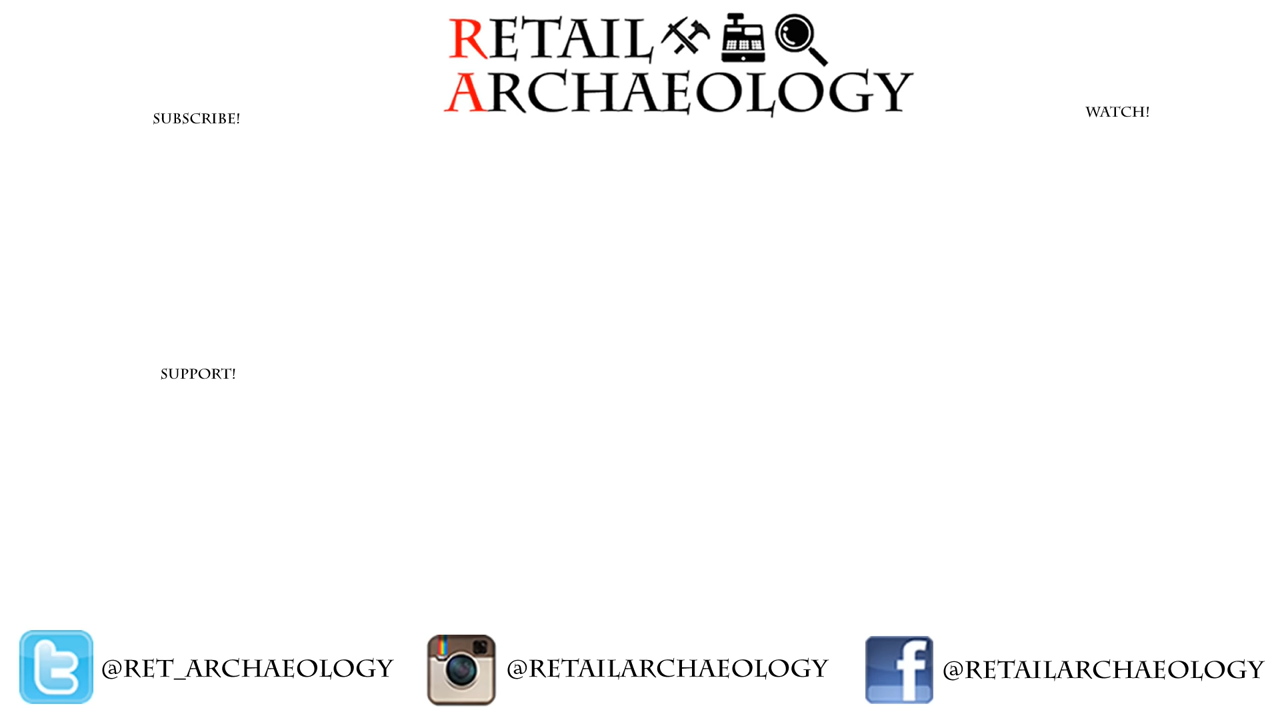 RETAIL
ARCHAEOLOGY
SUBSCRIBE!
WATCH!
SUPPORT!
@RET_ARCHAEOLOGY
@RETAILARCHAEOLOGY
@RETAILARCHAEOLOGY